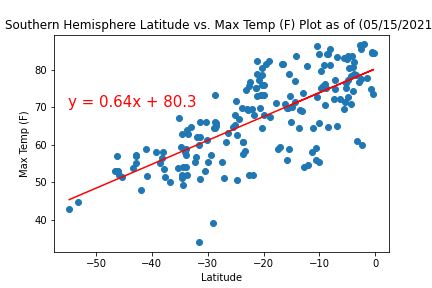 Southern Hemisphere Latitude vs. Max Temp (F) Plot as of (05/15/2021
y = 0.64x + 80.3
Max Temp (F)
80
70
60
50
40
−50
−40
−30
−20
−10
0
Latitude